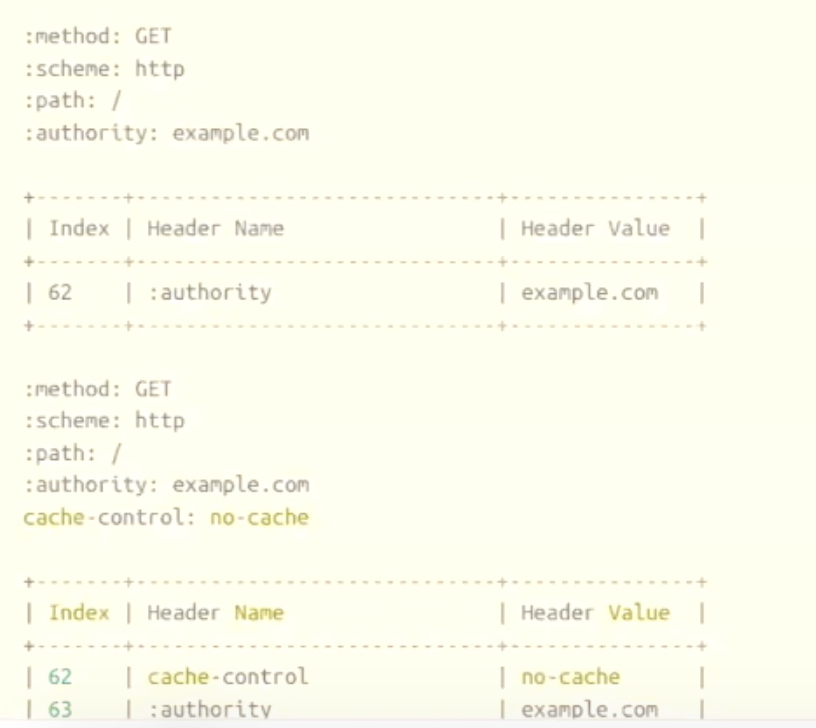 :method: GET
:scheme: http
:path: /
:authority: example.com
+-------+-----------------------------+---------------+
| Index | Header Name                 | Header Value  |
+-------+-----------------------------+---------------+
| 62    | :authority                  | example.com   |
+-------+-----------------------------+---------------+
:method: GET
:scheme: http
:path: /
:authority: example.com
cache-control: no-cache
+-------+-----------------------------+---------------+
| Index | Header Name                 | Header Value  |
+-------+-----------------------------+---------------+
| 62    | cache-control               | no-cache      |
| 63    | :authority                  | example.com   |